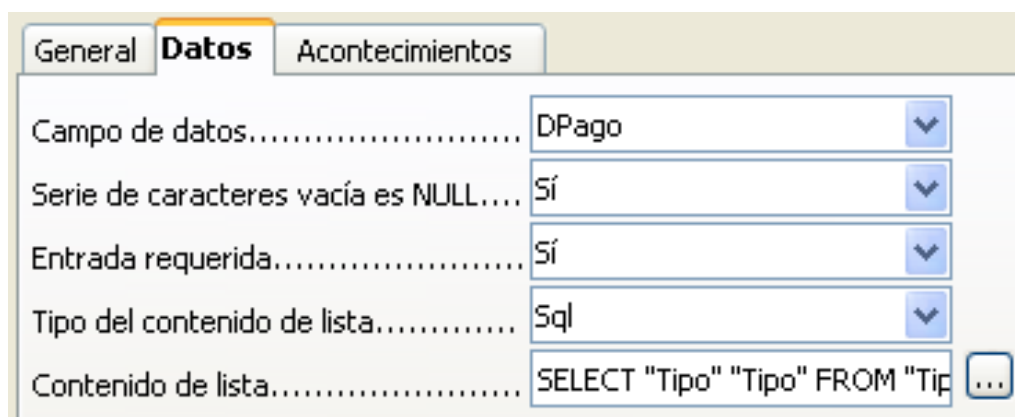 General Datos Acontecimientos
Campo de datos........................ DPago
Serie de caracteres vacía es NULL.... Sí
Entrada requerida....................... Sí
Tipo del contenido de lista............. Sql
Contenido de lista....................... SELECT "Tipo" "Tipo" FROM "Tip ...